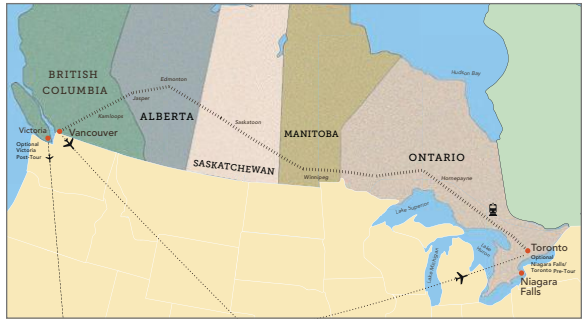 BRITISH
COLUMBIA
Edmonton
Jasper
Kamloops
ALBERTA
Saskatoon
Hudson Bay
Victoria
Vancouver
Optional
Victoria
Post-Tour
MANITOBA
SASKATCHEWAN
Winnipeg
ONTARIO
Hornepayne
Lake Superior
Lake Michigan
Lake
Huron
Toronto
Optional
Niagara Falls/
Toronto Pre-Tour
Niagara
Falls